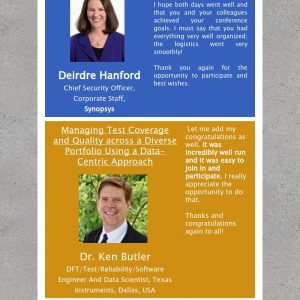 I hope both days went well and
that you and your colleagues
achieved your conference
goals. I must say that you had
everything very well organized;
the logistics went very
smoothly!
Thank you again for the
opportunity to participate and
best wishes.
Deirdre Hanford
Chief Security Officer,
Corporate Staff,
Synopsys
Managing Test Coverage
and Quality across a Diverse
Portfolio Using a Data-
Centric Approach
Dr. Ken Butler
DFT/Test/Reliability/Software
Engineer And Data Scientist, Texas
Instruments, Dallas, USA
Let me add my
congratulations as
well. It was
incredibly well run
and it was easy to
join in and
participate. I really
appreciate the
opportunity to do
that.
Thanks and
congratulations
again to all!